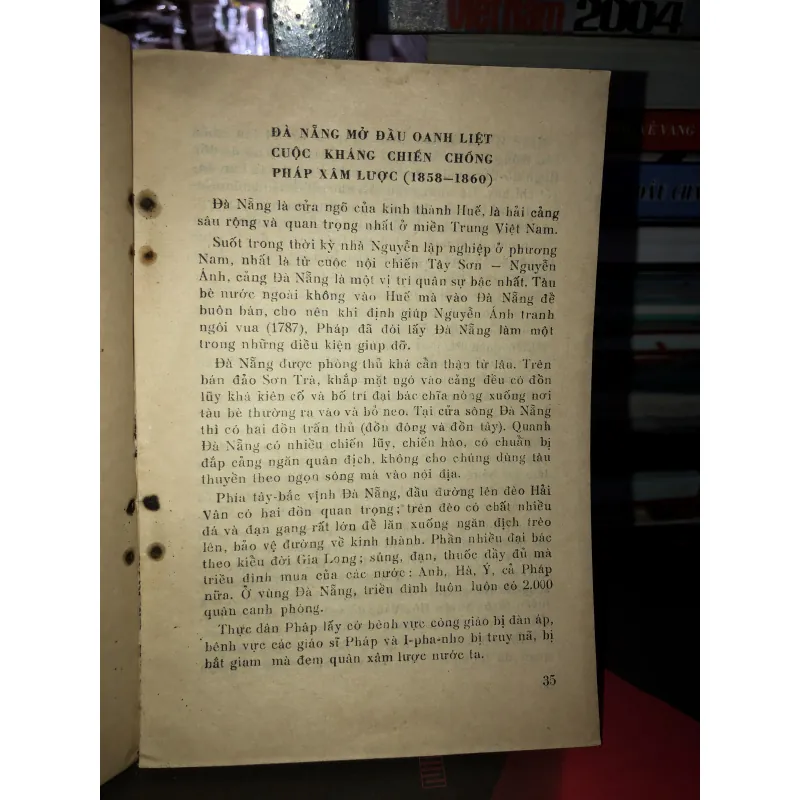 Việt Nam 2004
VẺ VANG
ĐÀ NẴNG MỞ ĐẦU OANH LIỆT
CUỘC KHÁNG CHIẾN CHỐNG
PHÁP XÂM LƯỢC (1858—1860)
Đà Nẵng là cửa ngõ của kinh thành Huế, là hải cảng
sâu rộng và quan trọng nhất ở miền Trung Việt Nam.
Suốt trong thời kỳ nhà Nguyễn lập nghiệp ở phương
Nam, nhất là từ cuộc nội chiến Tây Sơn — Nguyễn
Ánh, cảng Đà Nẵng là một vị trí quân sự bậc nhất. Tàu
bè nước ngoài không vào Huế mà vào Đà Nẵng để
buôn bán, cho nên khi định giúp Nguyễn Ánh tranh
ngôi vua (1787), Pháp đã đòi lấy Đà Nẵng làm một
trong những điều kiện giúp đỡ.
Đà Nẵng được phòng thủ khá cẩn thận từ lâu. Trên
bán đảo Sơn Trà, khắp mặt ngó vào cảng đều có đồn
lũy khá kiên cố và bố trí đại bác chĩa nòng xuống nơi
tàu bè thường ra vào và bỏ neo. Tại cửa sông Đà Nẵng
thì có hai đồn trấn thủ (đồn đông và đồn tây). Quanh
Đà Nẵng có nhiều chiến lũy, chiến hào, có chuẩn bị
đắp cảng ngăn quân địch, không cho chúng dùng tàu
thuyền theo ngọn sông mà vào nội địa.
Phía tây-bắc vịnh Đà Nẵng, đầu đường lên đèo Hải
Vân có hai đồn quan trọng; trên đèo có chất nhiều
đá và đạn gang rất lớn để lăn xuống ngăn địch trèo
lên, bảo vệ đường về kinh thành. Phần nhiều đại bác
theo kiểu đời Gia Long; súng, đạn, thuốc đầy đủ mà
triều đình mua của các nước: Anh, Hà, Ý, cả Pháp
nữa. Ở vùng Đà Nẵng, triều đình luôn luôn có 2.000
quân canh phòng.
Thực dân Pháp lấy cớ bênh vực công giáo bị đàn áp,
bênh vực các giáo sĩ Pháp và I-pha-nho bị truy nã, bị
bắt giam mà đem quân xâm lược nước ta.
35